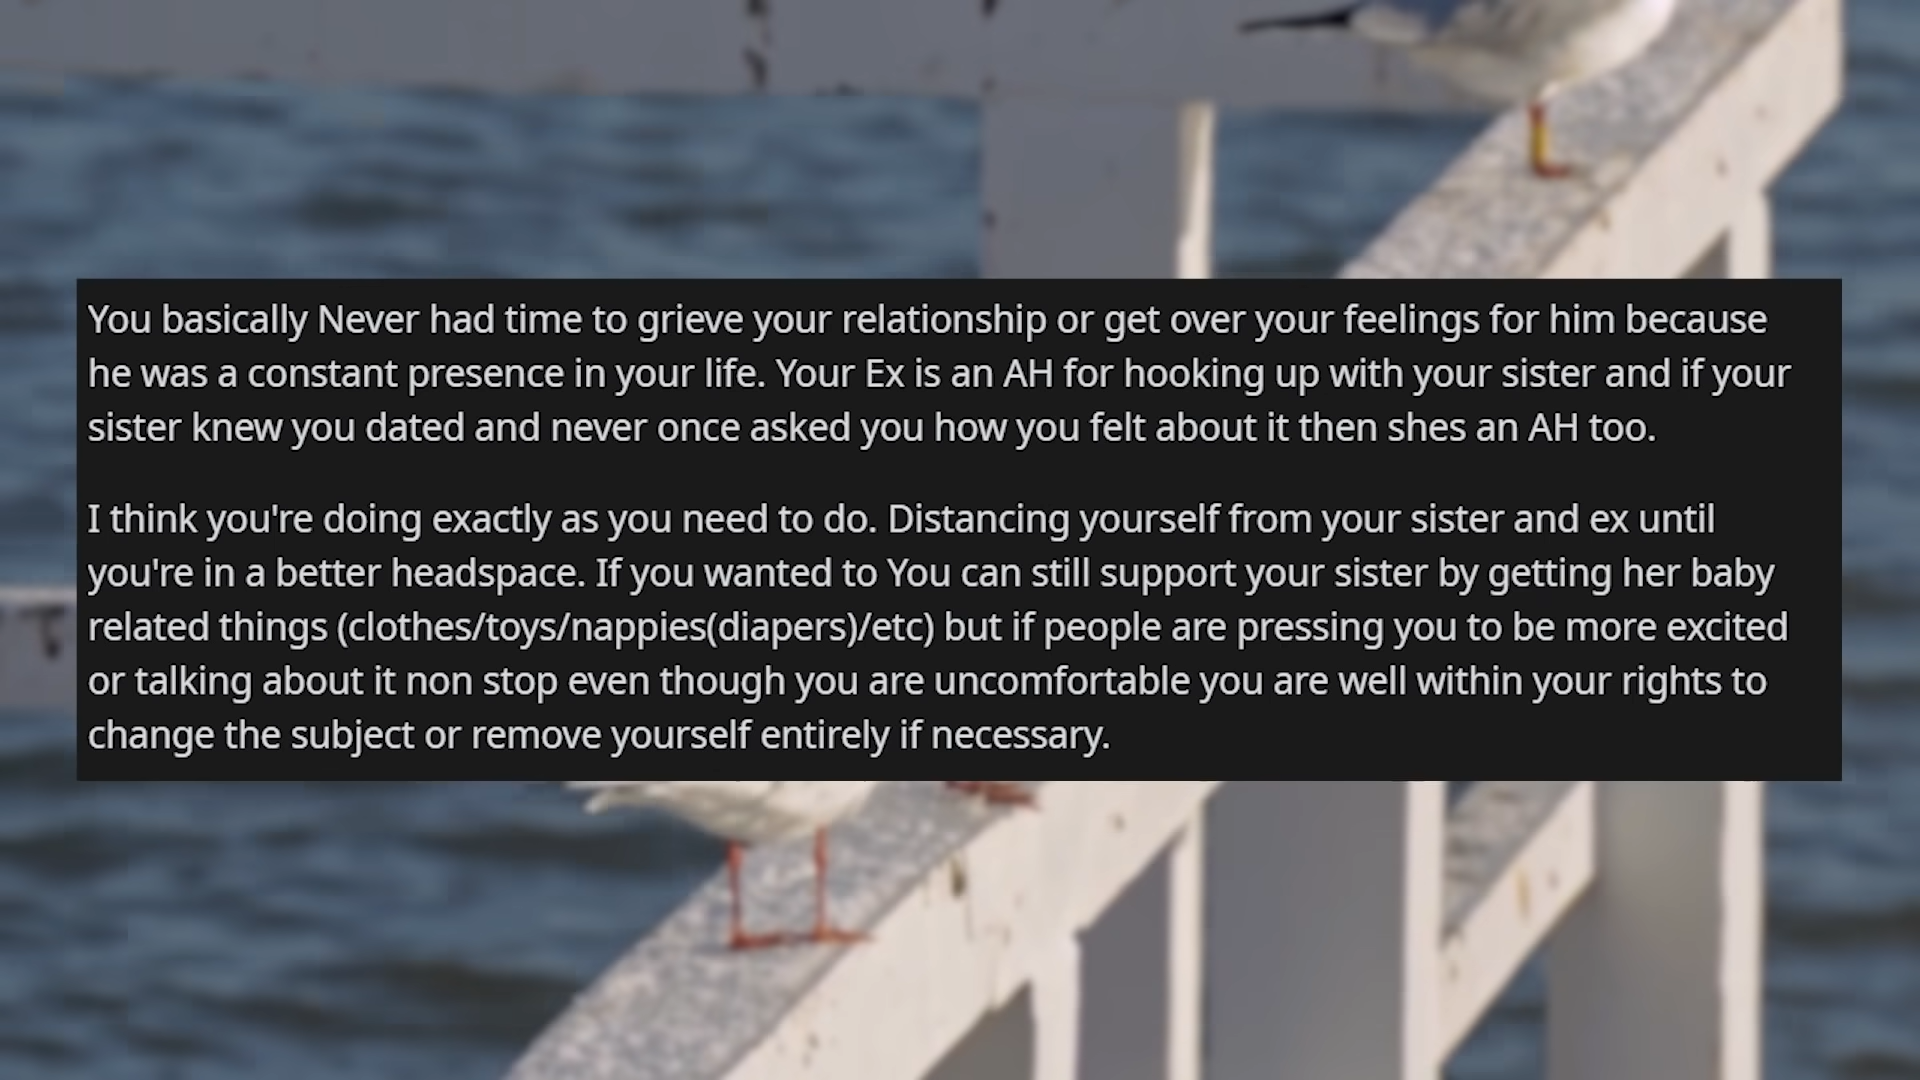 You basically Never had time to grieve your relationship or get over your feelings for him because
he was a constant presence in your life. Your Ex is an AH for hooking up with your sister and if your
sister knew you dated and never once asked you how you felt about it then shes an AH too.
I think you're doing exactly as you need to do. Distancing yourself from your sister and ex until
you're in a better headspace. If you wanted to You can still support your sister by getting her baby
related things (clothes/toys/nappies(diapers)/etc) but if people are pressing you to be more excited
or talking about it non stop even though you are uncomfortable you are well within your rights to
change the subject or remove yourself entirely if necessary.